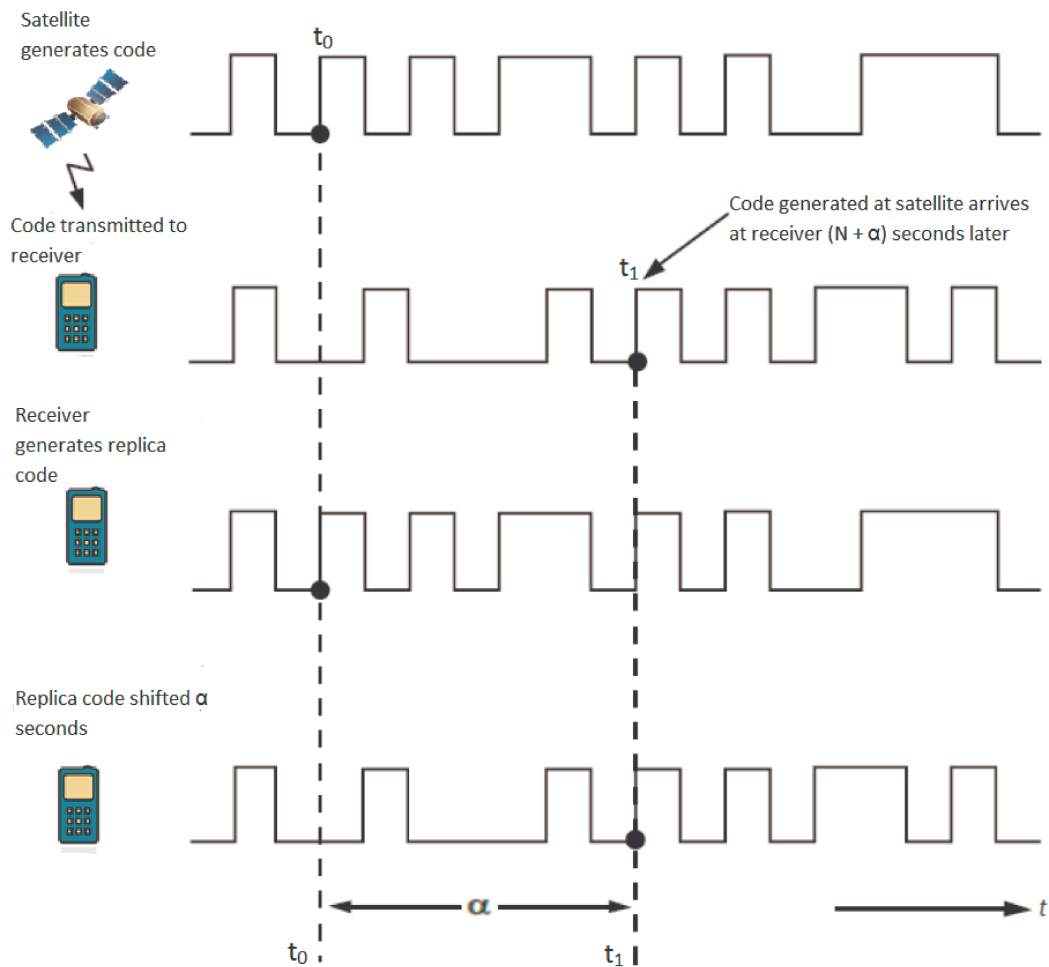 Satellite
generates code
t₀
Code transmitted to
receiver
Code generated at satellite arrives
at receiver (N + α) seconds later
t₁
Receiver
generates replica
code
Replica code shifted α
seconds
α
t
t₀
t₁